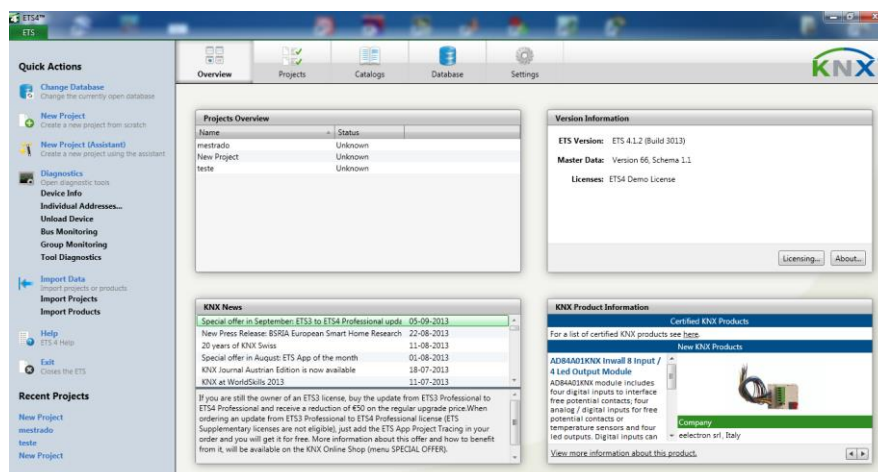 ETS4™
ETS
Quick Actions
Change Database
Change the currently open database
New Project
Create a new project from scratch
New Project (Assistant)
Create a new project using the assistant
Diagnostics
Open diagnostic tools
Device Info
Individual Addresses...
Unload Device
Bus Monitoring
Group Monitoring
Tool Diagnostics
Import Data
Import projects or products
Import Projects
Import Products
Help
ETS 4 Help
Exit
Closes the ETS
Recent Projects
New Project
mestrado
teste
New Project
Overview
Projects
Catalogs
Database
Settings
KNX
Projects Overview
Name Status
mestrado Unknown
New Project Unknown
teste Unknown
Version Information
ETS Version: ETS 4.1.2 (Build 3013)
Master Data: Version 66, Schema 1.1
Licenses: ETS4 Demo License
Licensing... About...
KNX News
Special offer in September: ETS3 to ETS4 Professional upda 05-09-2013
New Press Release: BSRIA European Smart Home Research 22-08-2013
20 years of KNX Swiss 11-08-2013
Special offer in August: ETS App of the month 01-08-2013
KNX Journal Austrian Edition is now available 18-07-2013
KNX at WorldSkills 2013 11-07-2013
If you are still the owner of an ETS3 license, buy the update from ETS3 Professional to
ETS4 Professional and receive a reduction of €50 on the regular upgrade price.When
ordering an update from ETS3 Professional to ETS4 Professional license (ETS
Supplementary licenses are not eligible), just add the ETS App Project Tracing in your
order and you will get it for free. More information about this offer and how to benefit
from it, will be available on the KNX Online Shop (menu SPECIAL OFFER).
KNX Product Information
Certified KNX Products
For a list of certified KNX products see here.
New KNX Products
AD84A01KNX Inwall 8 Input /
4 Led Output Module
AD84A01KNX module includes
four digital inputs to interface
free potential contacts; four
analog / digital inputs for free
potential contacts or
temperature sensors and four
led outputs. Digital inputs can
Company
eelectron srl, Italy
View more information about this product.